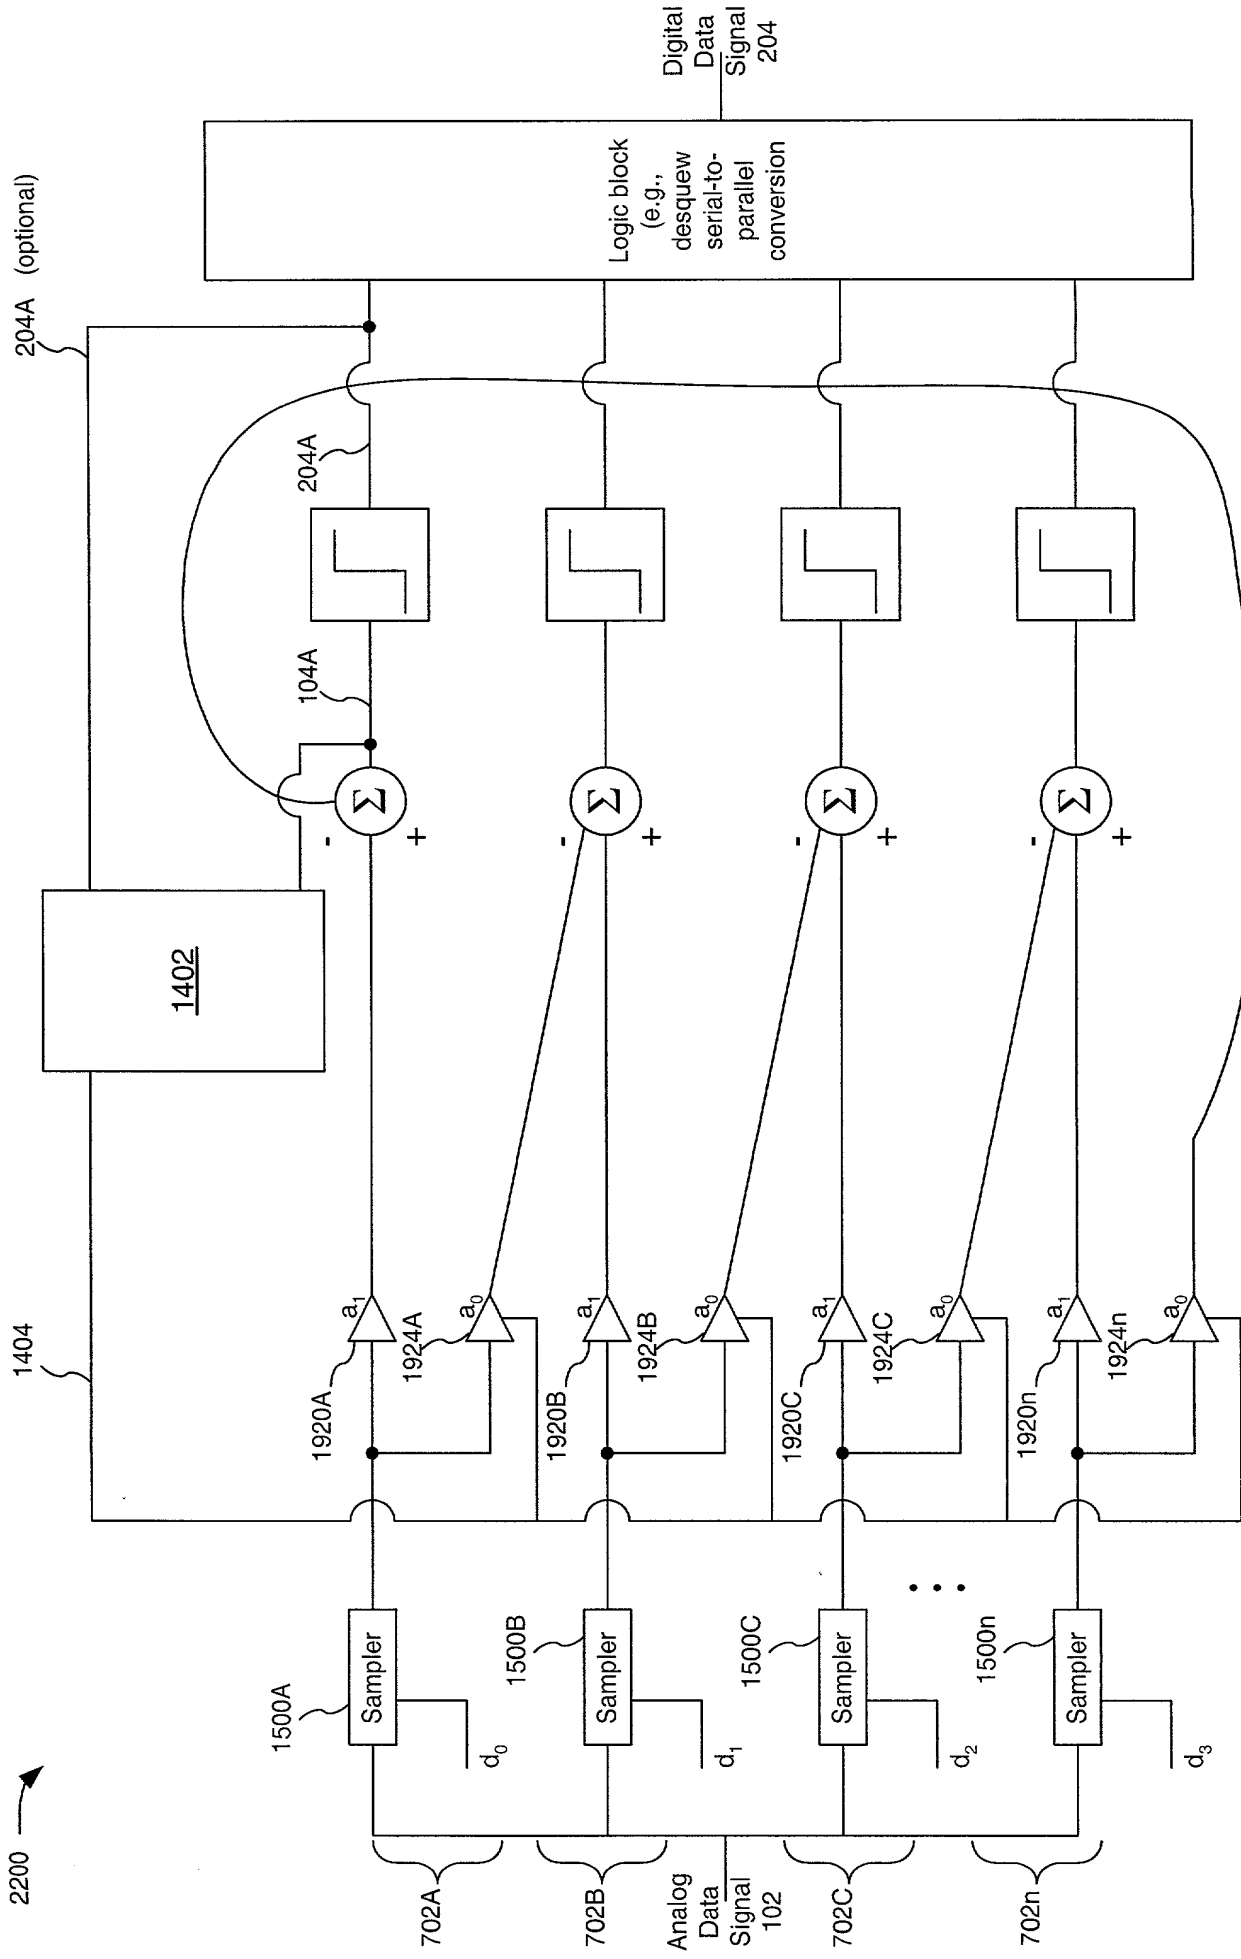 2200
1404
204A (optional)
1402
702A
1500A
Sampler
d0
1920A
a1
1924A
a0
104A
204A
-
+
Σ
702B
1500B
Sampler
d1
1920B
a1
1924B
a0
-
+
Σ
Analog
Data
Signal
102
Logic block
(e.g.,
desquew
serial-to-
parallel
conversion
Digital
Data
Signal
204
702C
1500C
Sampler
d2
1920C
a1
1924C
a0
-
+
Σ
702n
1500n
Sampler
d3
1920n
a1
1924n
a0
-
+
Σ